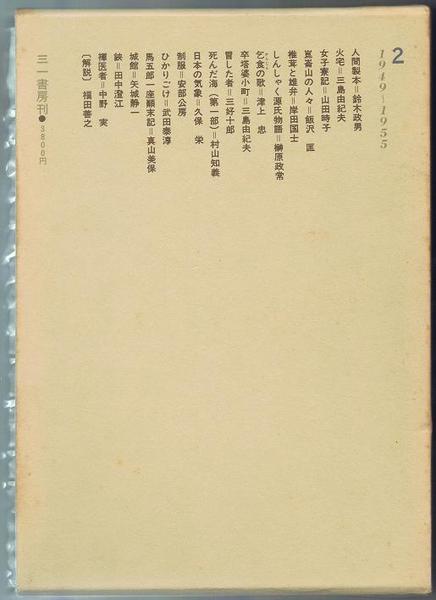 2
1949～1955
人間製本＝鈴木政男
火宅＝三島由紀夫
女子寮記＝山田時子
崑崙山の人々＝飯沢 匡
椎茸と雄弁＝岸田国士
しんしゃく源氏物語＝榊原政常
乞食の歌＝津上 忠
卒塔婆小町＝三島由紀夫
冒した者＝三好十郎
死んだ海（第一部）＝村山知義
日本の気象＝久保 栄
制服＝安部公房
ひかりごけ＝武田泰淳
馬五郎一座顚末記＝真山美保
城館＝矢城静一
鋏＝田中澄江
襌医者＝中野 実
〔解説〕 福田善之
三一書房刊●3800円